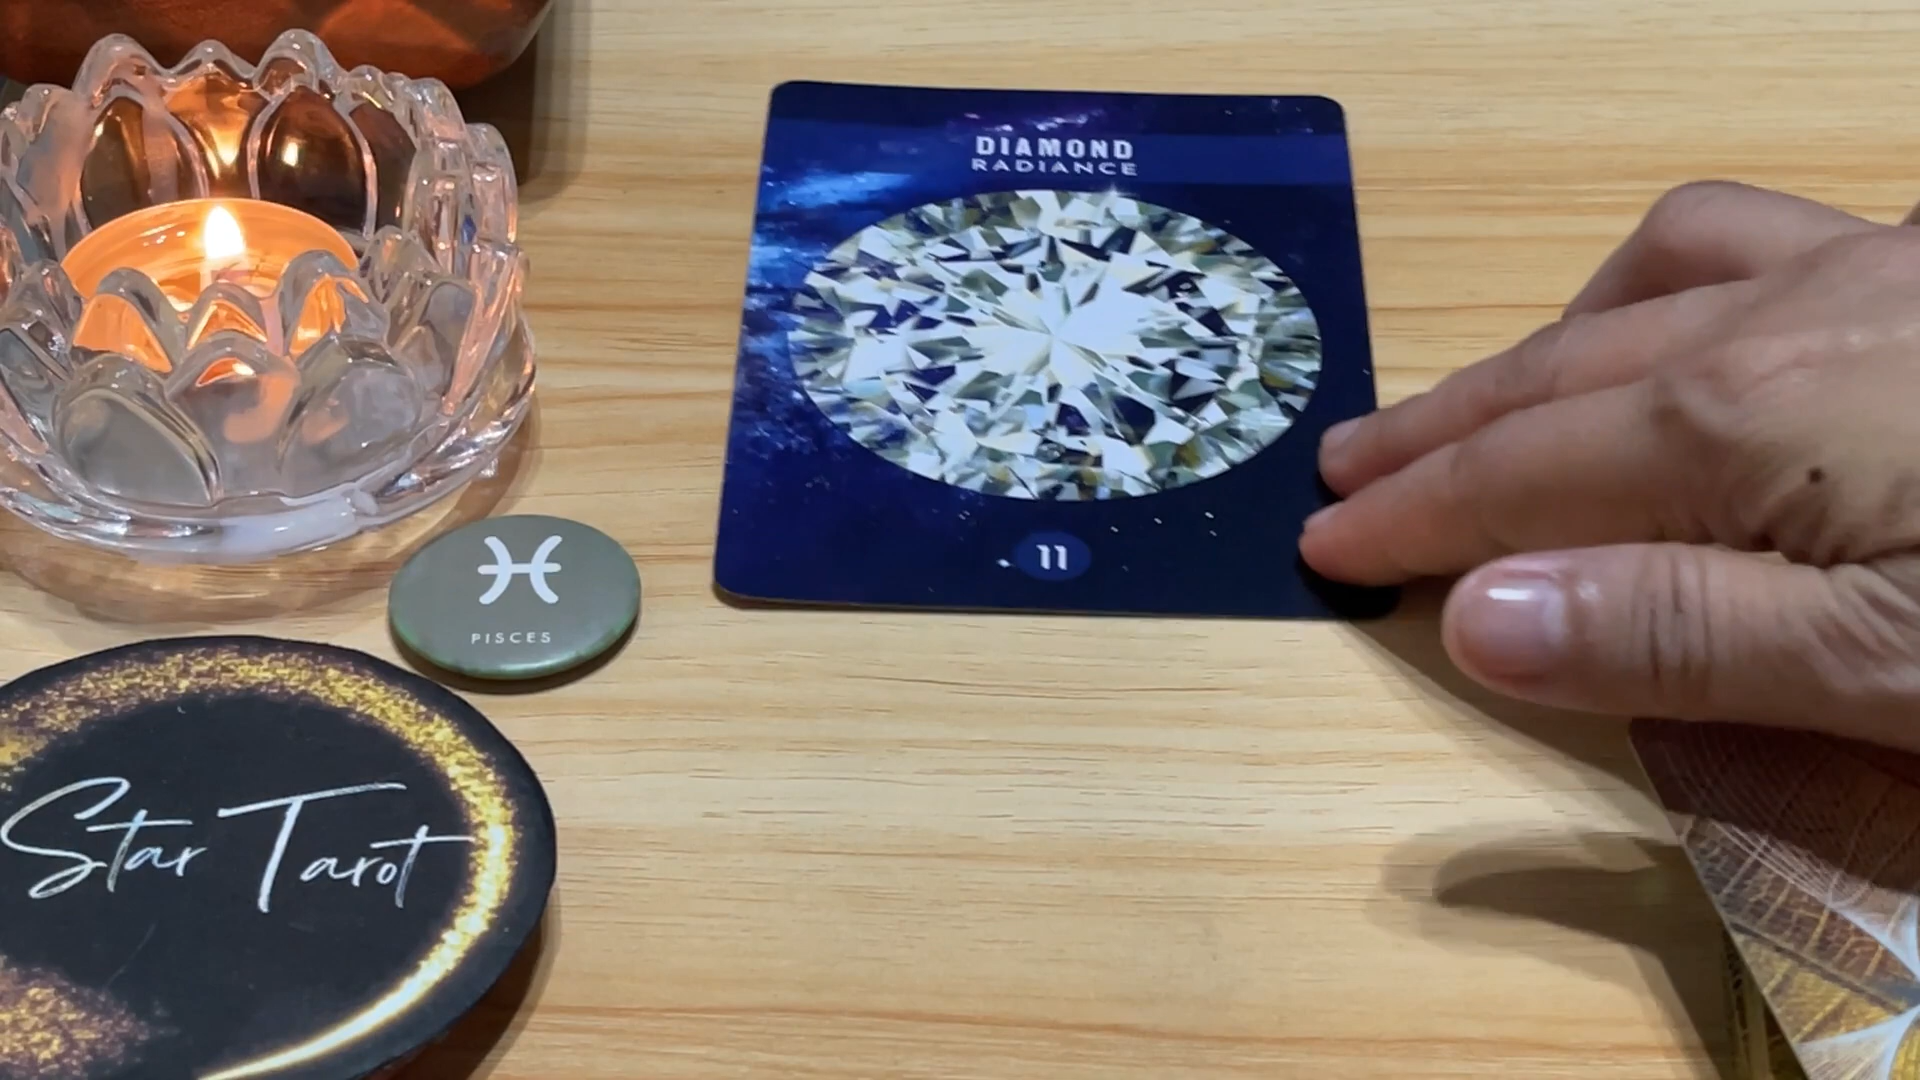 DIAMOND
RADIANCE
11
♓
PISCES
Star Tarot